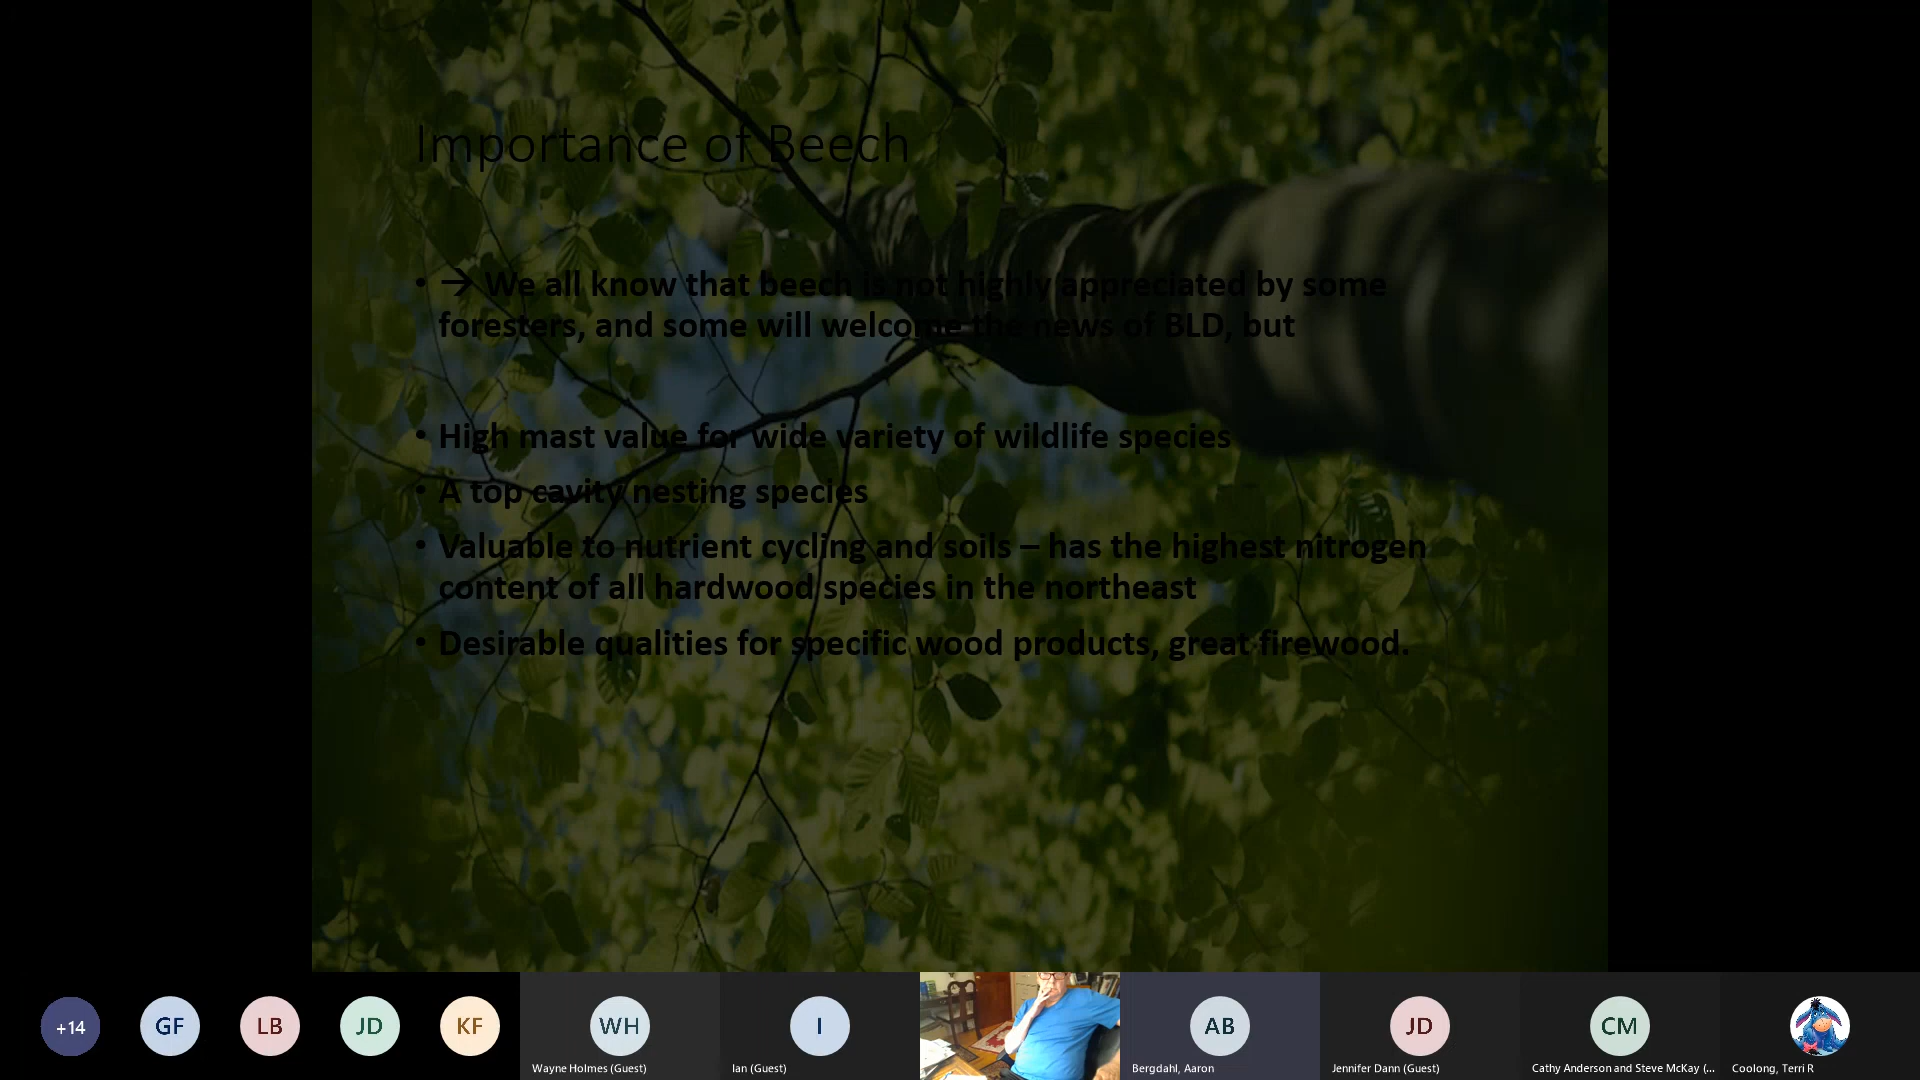 Importance of Beech
• → We all know that beech is not highly appreciated by some
foresters, and some will welcome the news of BLD, but
• High mast value for wide variety of wildlife species
• A top cavity nesting species
• Valuable to nutrient cycling and soils – has the highest nitrogen
content of all hardwood species in the northeast
• Desirable qualities for specific wood products, great firewood.
+14
GF
LB
JD
KF
WH
I
AB
JD
CM
Wayne Holmes (Guest)
Ian (Guest)
Bergdahl, Aaron
Jennifer Dann (Guest)
Cathy Anderson and Steve McKay (...
Coolong, Terri R